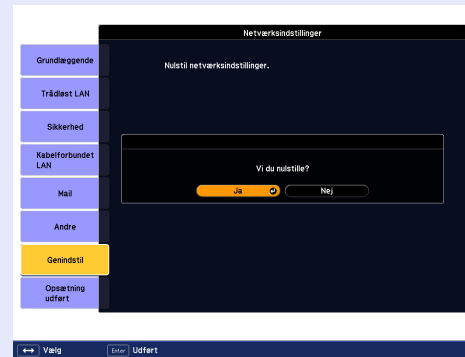 Netværksindstillinger
Grundlæggende
Nulstil netværksindstillinger.
Trådløst LAN
Sikkerhed
Kabelforbundet
LAN
Vi du nulstille?
Ja
Nej
Mail
Andre
Genindstil
Opsætning
udført
Vælg
Enter Udført